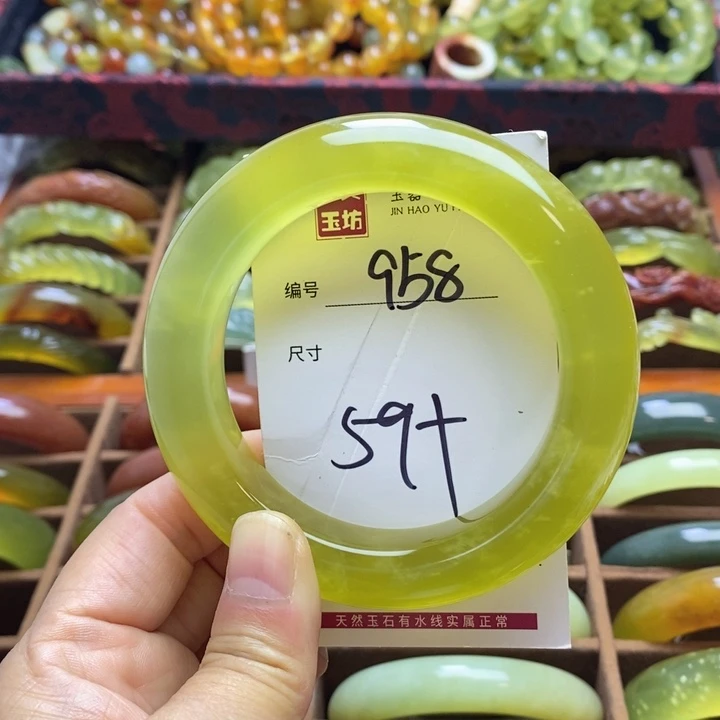 玉坊
JIN HAO YU
编号 958
尺寸
59+
天然玉石有水线实属正常